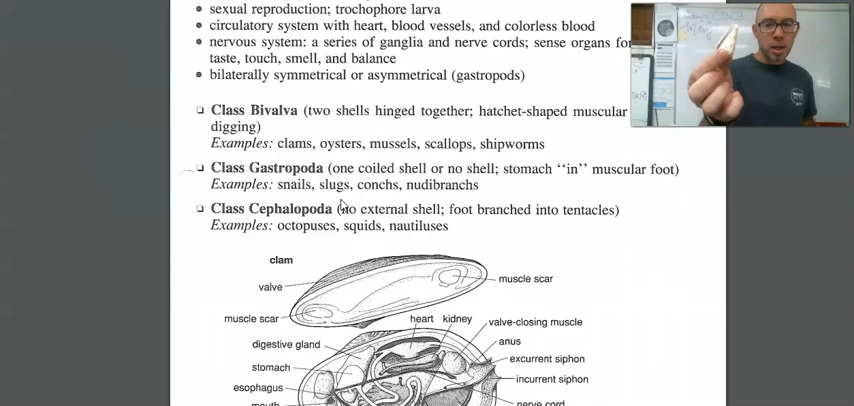 • sexual reproduction; trochophore larva
• circulatory system with heart, blood vessels, and colorless blood
• nervous system: a series of ganglia and nerve cords; sense organs for
taste, touch, smell, and balance
• bilaterally symmetrical or asymmetrical (gastropods)
❑ Class Bivalva (two shells hinged together; hatchet-shaped muscular
digging)
Examples: clams, oysters, mussels, scallops, shipworms
❑ Class Gastropoda (one coiled shell or no shell; stomach “in” muscular foot)
Examples: snails, slugs, conchs, nudibranchs
❑ Class Cephalopoda (no external shell; foot branched into tentacles)
Examples: octopuses, squids, nautiluses
clam
valve
muscle scar
muscle scar
heart kidney
valve-closing muscle
digestive gland
anus
excurrent siphon
stomach
incurrent siphon
esophagus
mouth
nerve cord